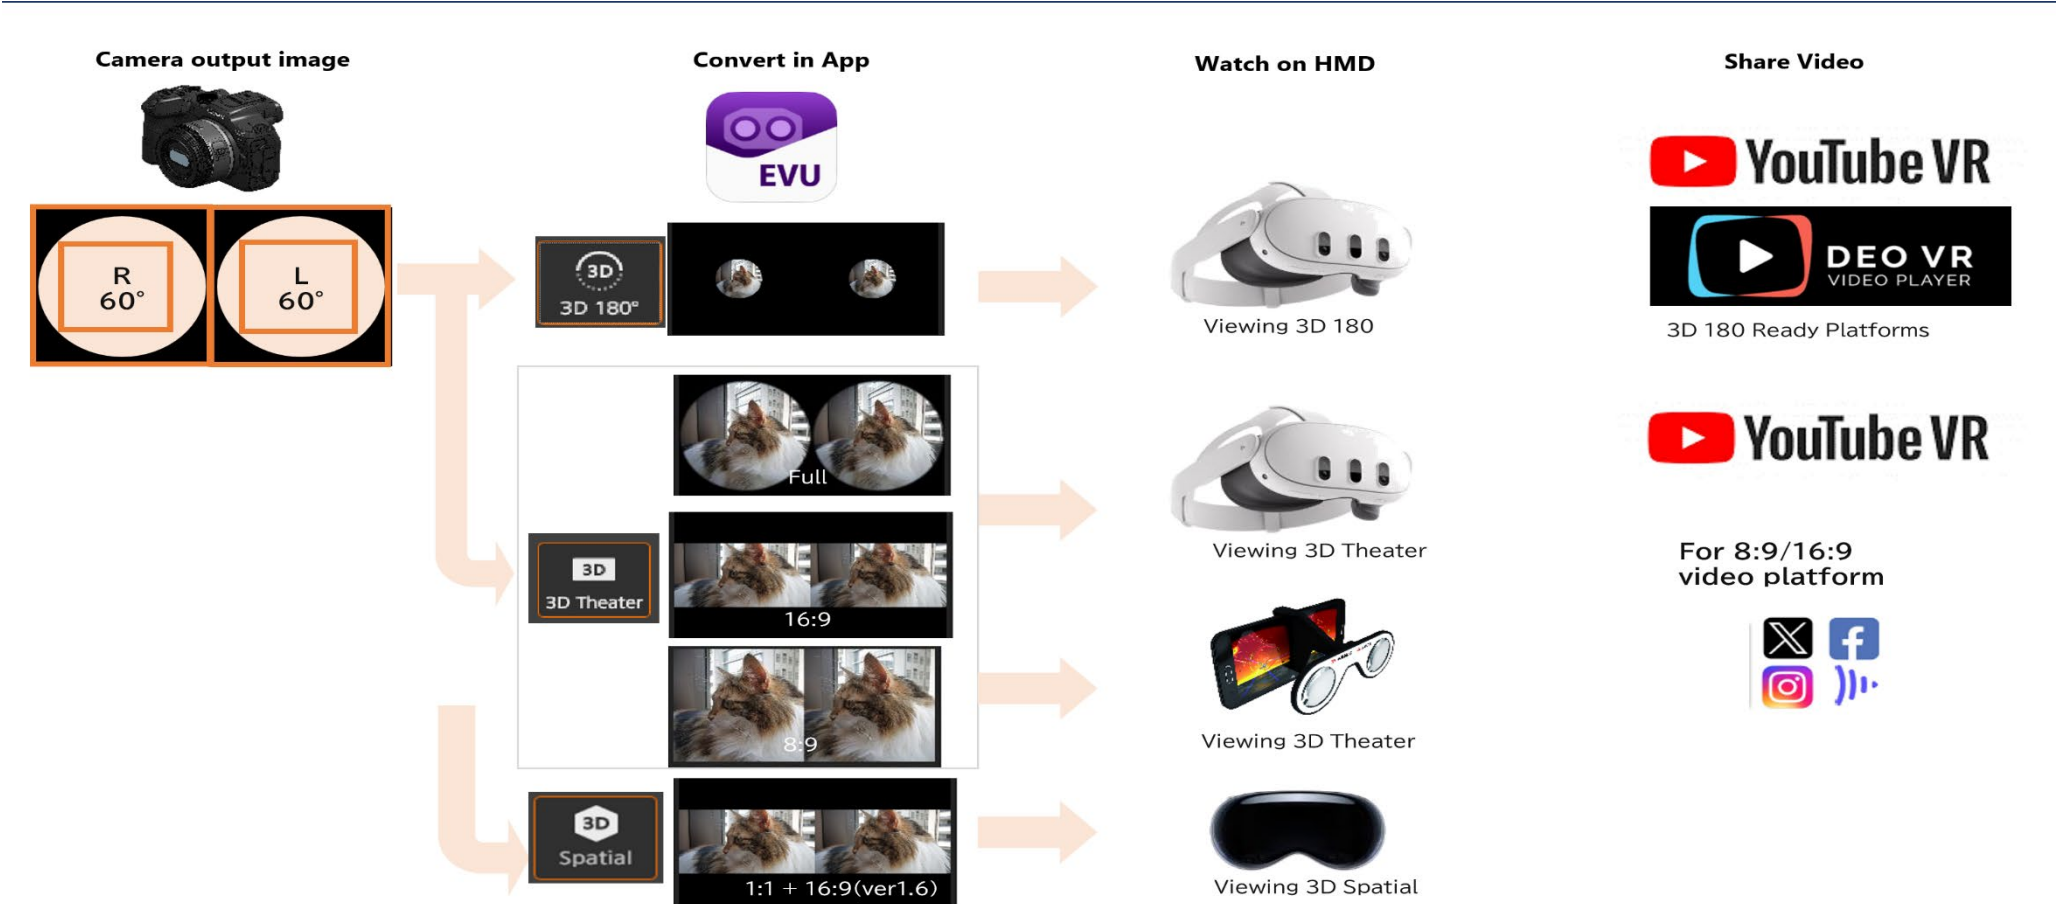 Camera output image
Convert in App
Watch on HMD
Share Video
EVU
R
60°
L
60°
3D
3D 180°
Viewing 3D 180
YouTube VR
DEO VR
VIDEO PLAYER
3D 180 Ready Platforms
Full
3D
3D Theater
16:9
8:9
Viewing 3D Theater
Viewing 3D Theater
YouTube VR
For 8:9/16:9
video platform
3D
Spatial
1:1 + 16:9(ver1.6)
Viewing 3D Spatial